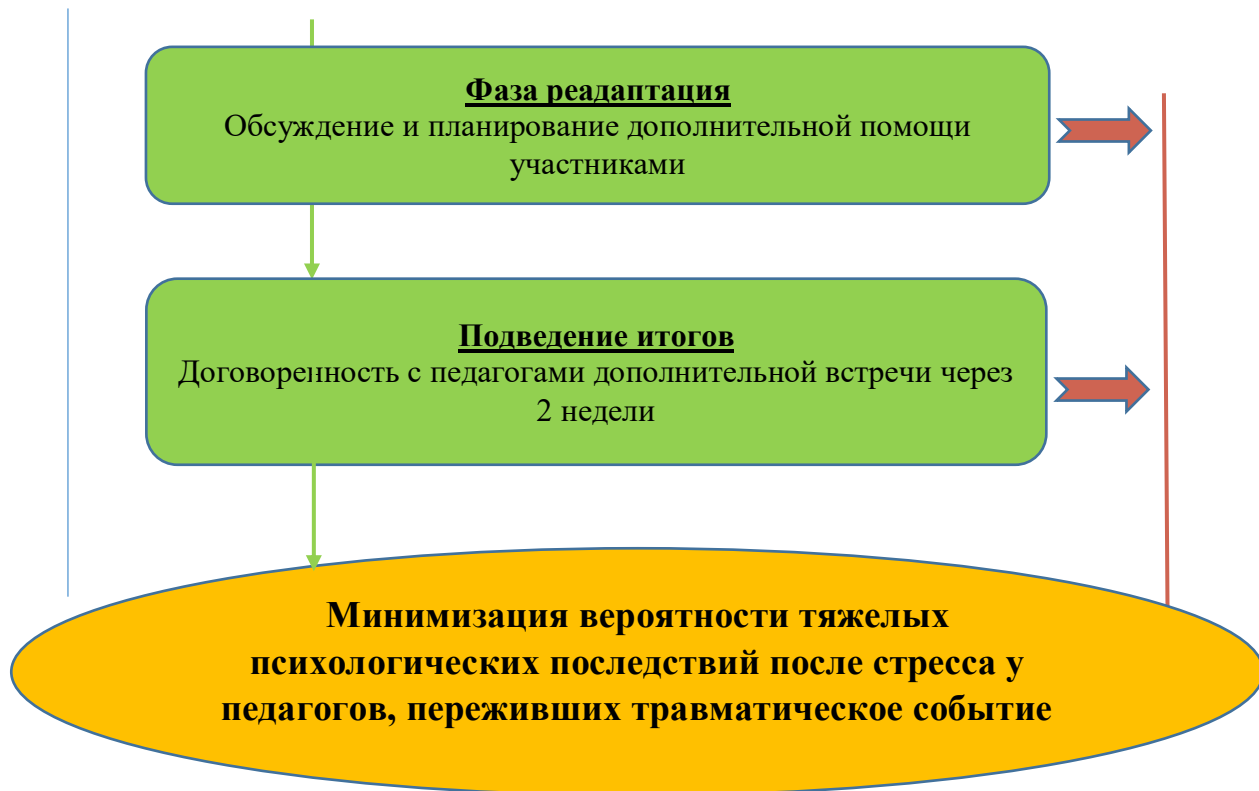 Фаза реадаптация
Обсуждение и планирование дополнительной помощи
участниками
Подведение итогов
Договоренность с педагогами дополнительной встречи через
2 недели
Минимизация вероятности тяжелых
психологических последствий после стресса у
педагогов, переживших травматическое событие